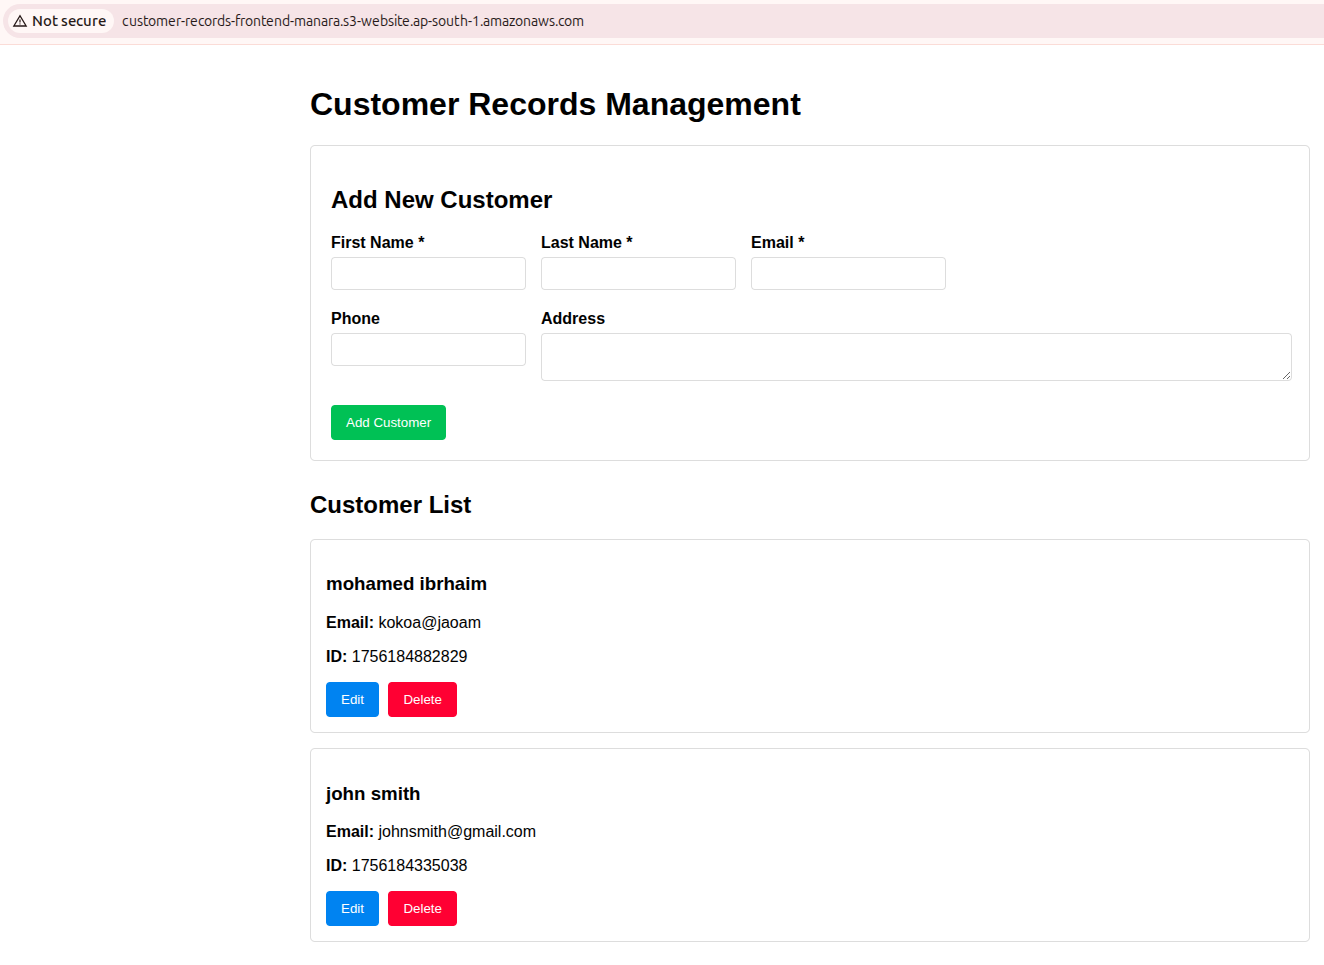 Not secure customer-records-frontend-manara.s3-website.ap-south-1.amazonaws.com
Customer Records Management
Add New Customer
First Name * Last Name * Email *
Phone Address
Add Customer
Customer List
mohamed ibrhaim
Email: kokoa@jaoam
ID: 1756184882829
Edit Delete
john smith
Email: johnsmith@gmail.com
ID: 1756184335038
Edit Delete